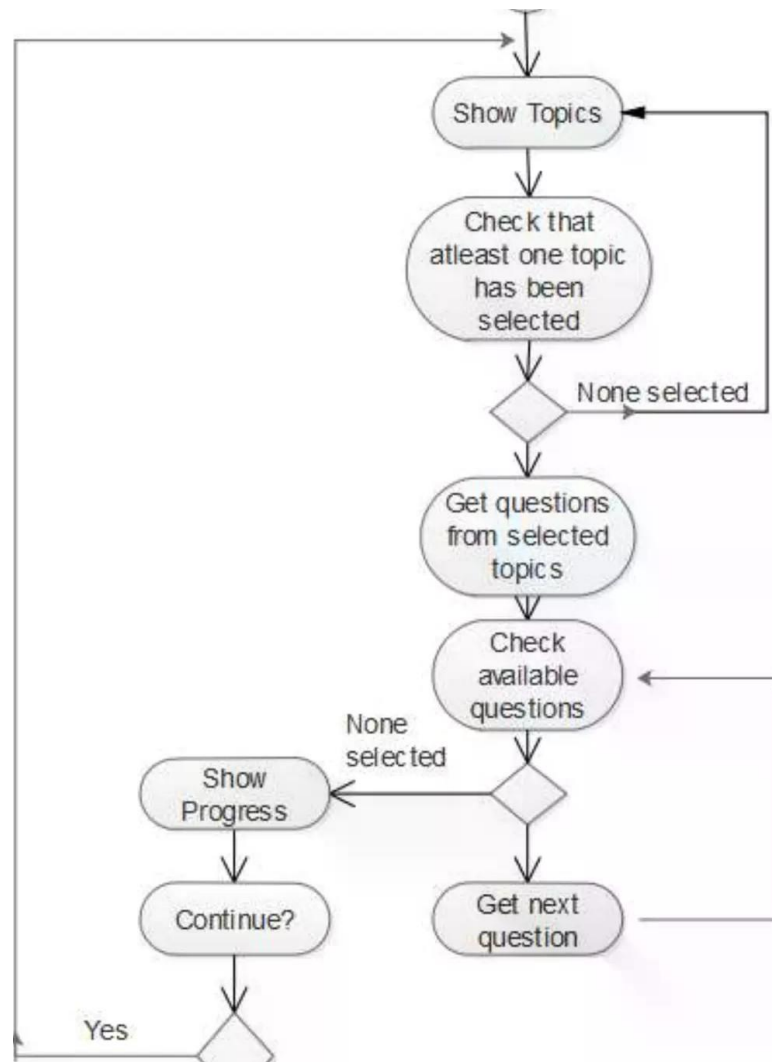 Show Topics
Check that
atleast one topic
has been
selected
None selected
Get questions
from selected
topics
Check
available
questions
None
selected
Show
Progress
Get next
question
Continue?
Yes